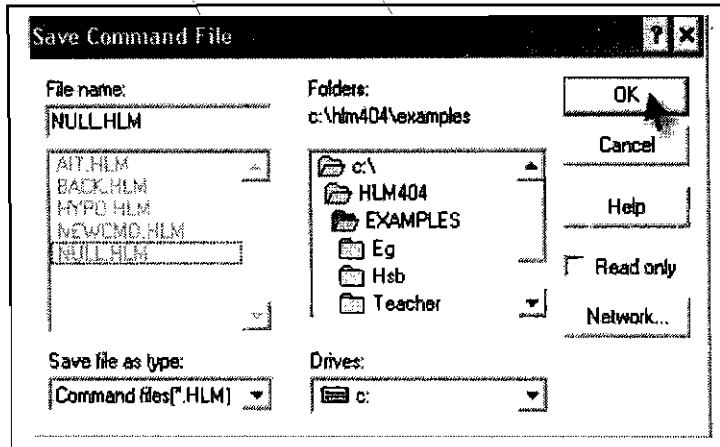 Save Command File
File name:
NULL.HLM
AIT.HLM
BACK.HLM
HYPO.HLM
NEWCMD.HLM
NULL.HLM
Save file as type:
Command files(*.HLM)
Folders:
c:\hlm404\examples
c:\
HLM404
EXAMPLES
Eg
Hsb
Teacher
Drives:
c:
OK
Cancel
Help
Read only
Network...